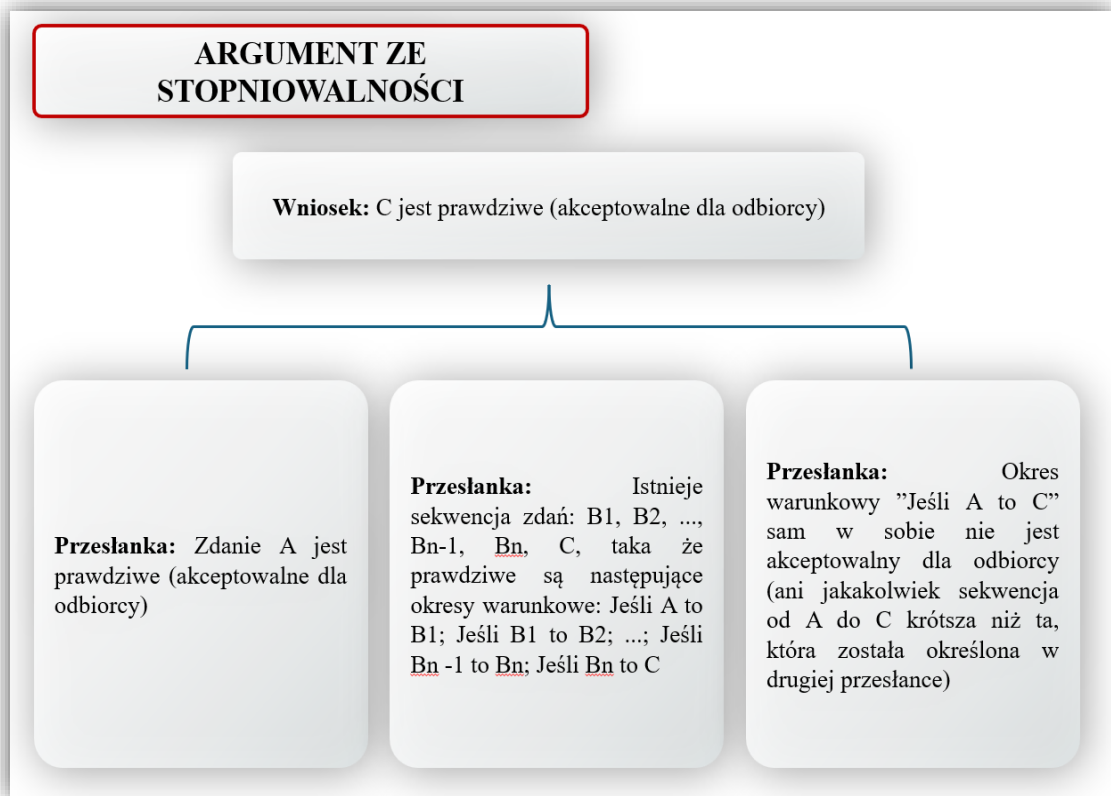 ARGUMENT ZE
STOPNIOWALNOŚCI
Wniosek: C jest prawdziwe (akceptowalne dla odbiorcy)
Przesłanka: Zdanie A jest
prawdziwe (akceptowalne dla
odbiorcy)
Przesłanka: Istnieje
sekwencja zdań: B1, B2, ...,
Bn-1, Bn, C, taka że
prawdziwe są następujące
okresy warunkowe: Jeśli A to
B1; Jeśli B1 to B2; ...; Jeśli
Bn -1 to Bn; Jeśli Bn to C
Przesłanka: Okres
warunkowy ”Jeśli A to C”
sam w sobie nie jest
akceptowalny dla odbiorcy
(ani jakakolwiek sekwencja
od A do C krótsza niż ta,
która została określona w
drugiej przesłance)